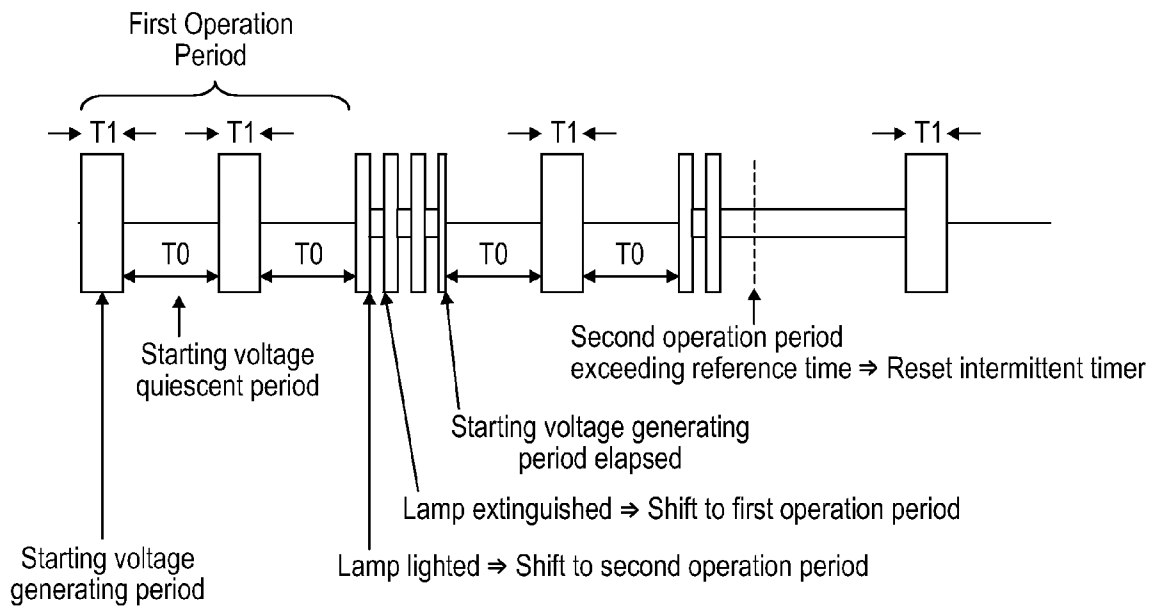 First Operation
Period
T1
T1
T1
T1
T0
T0
T0
T0
Starting voltage
quiescent period
Second operation period
exceeding reference time ⇒ Reset intermittent timer
Starting voltage generating
period elapsed
Lamp extinguished ⇒ Shift to first operation period
Starting voltage
generating period
Lamp lighted ⇒ Shift to second operation period